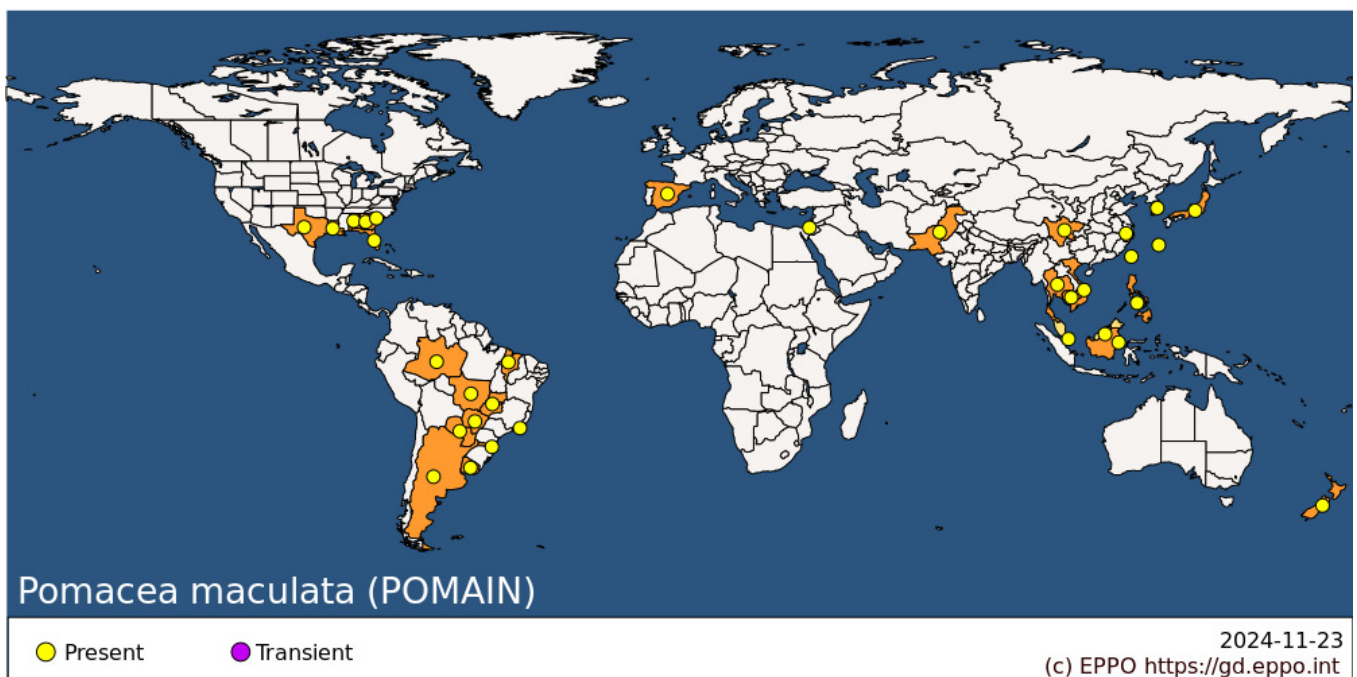 Pomacea maculata (POMAIN)
Present
Transient
2024-11-23
(c) EPPO https://gd.eppo.int